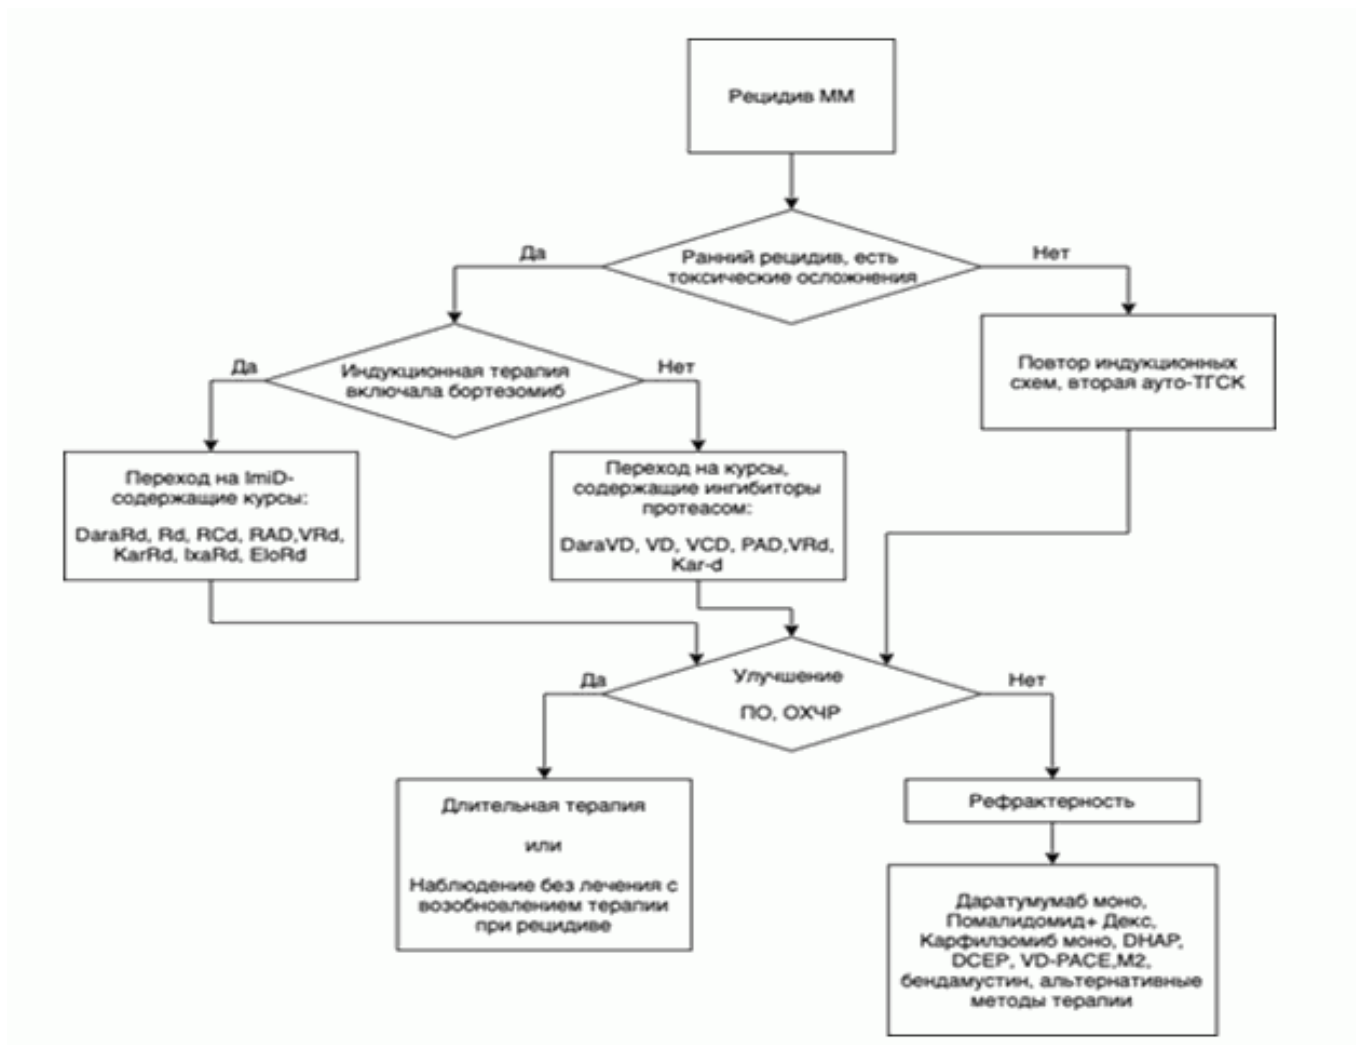 Рецидив ММ
Да
Ранний рецидив, есть
токсические осложнения
Нет
Да
Индукционная терапия
включала бортезомиб
Нет
Повтор индукционных
схем, вторая ауто-ТГСК
Переход на ImiD-
содержащие курсы:
DaraRd, Rd, RCd, RAD,VRd,
KarRd, IxaRd, EloRd
Переход на курсы,
содержащие ингибиторы
протеасом:
DaraVD, VD, VCD, PAD,VRd,
Kar-d
Да
Улучшение
ПО, ОХЧР
Нет
Длительная терапия
или
Наблюдение без лечения с
возобновлением терапии
при рецидиве
Рефрактерность
Даратумумаб моно,
Помалидомид+ Декс,
Карфилзомиб моно, DHAP,
DCEP, VD-PACE,M2,
бендамустин, альтернативные
методы терапии